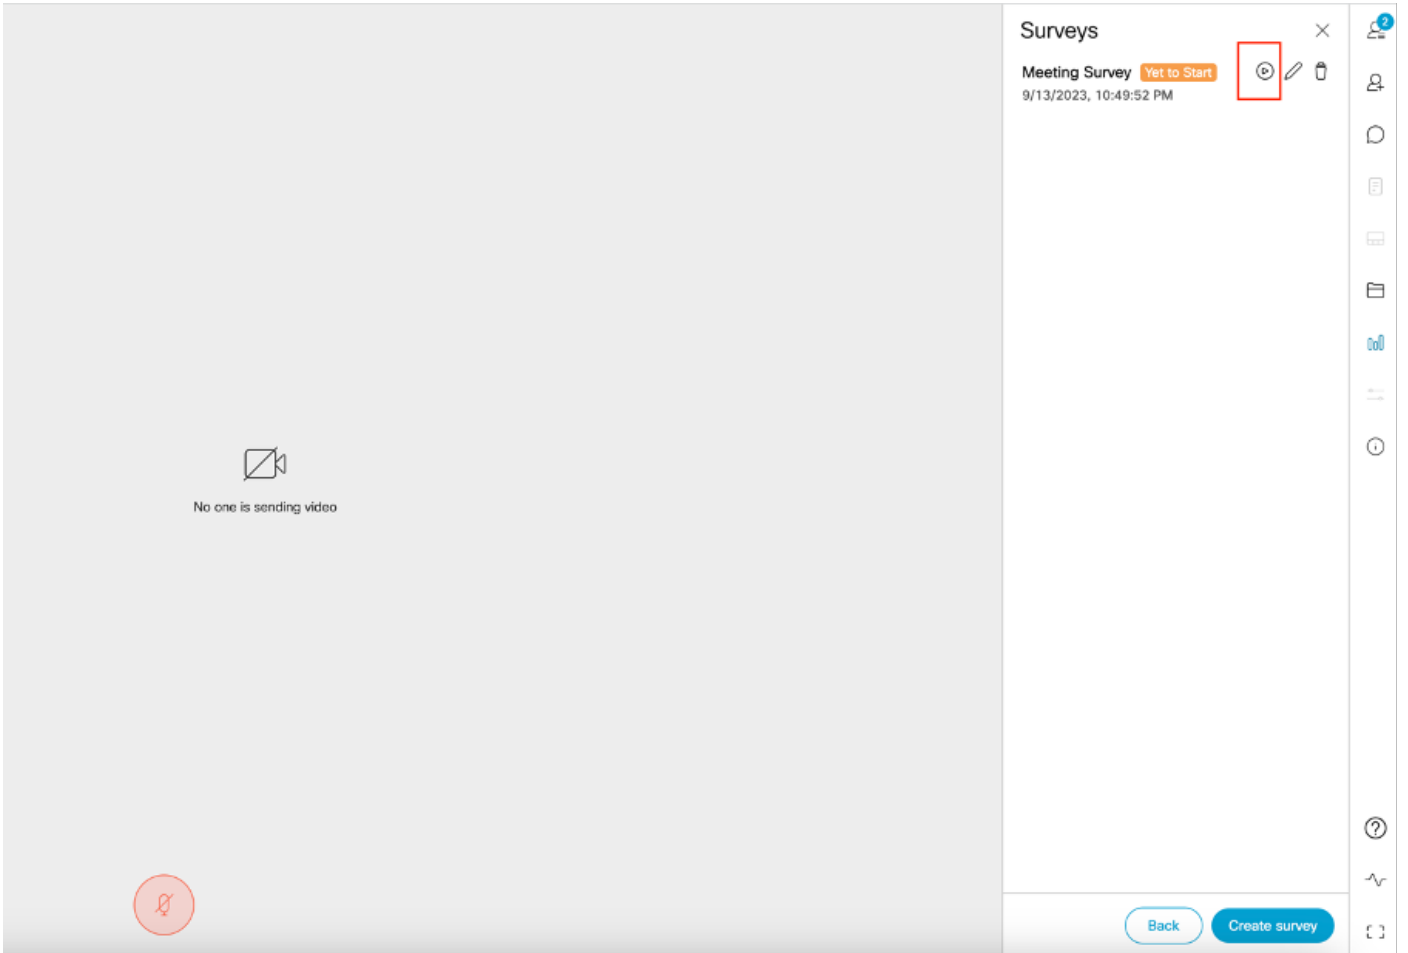 Surveys
2
Meeting Survey Yet to Start
9/13/2023, 10:49:52 PM
No one is sending video
Back Create survey